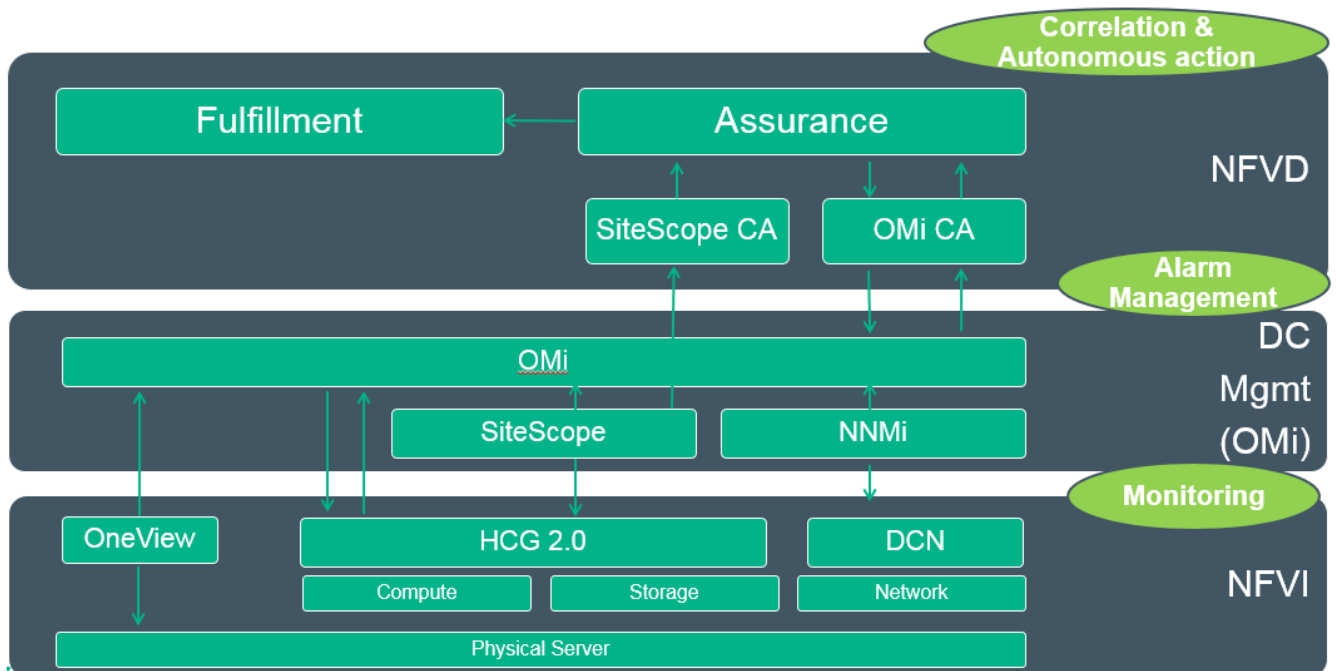 Correlation &
Autonomous action
Fulfillment
Assurance
NFVD
SiteScope CA
OMi CA
Alarm
Management
DC
OMi
Mgmt
SiteScope
NNMi
(OMi)
Monitoring
OneView
HCG 2.0
DCN
NFVI
Compute
Storage
Network
Physical Server